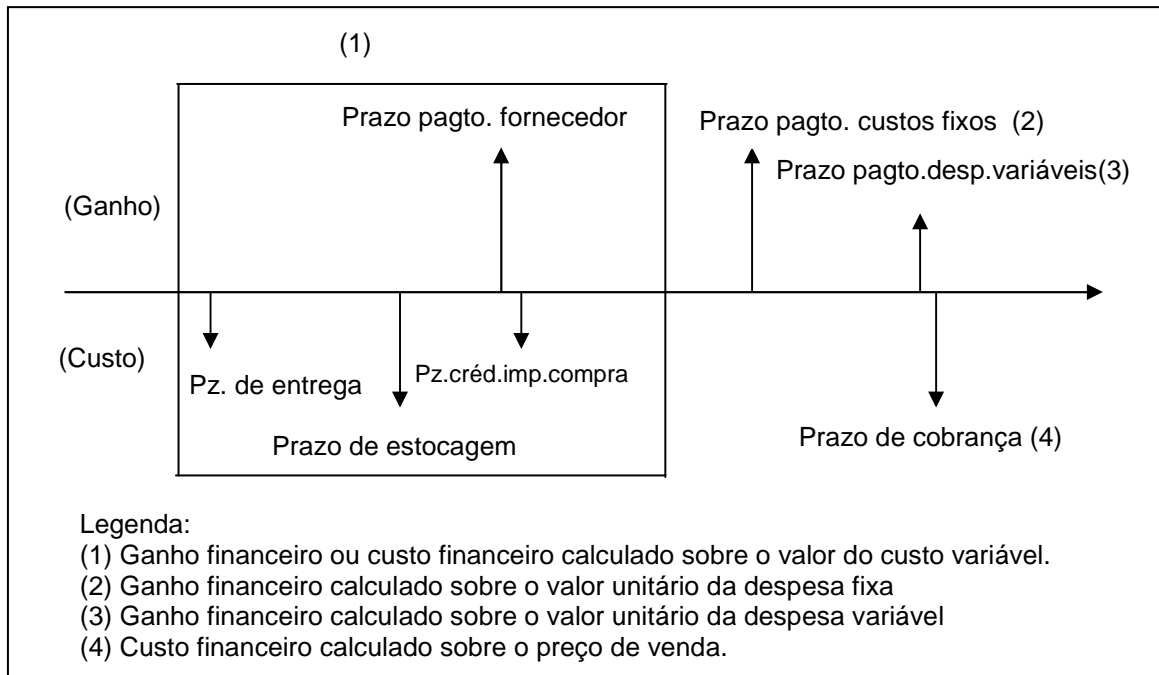 (1)
Prazo pagto. fornecedor
Prazo pagto. custos fixos  (2)
Prazo pagto.desp.variáveis(3)
(Ganho)
(Custo)
Pz. de entrega
Pz.créd.imp.compra
Prazo de estocagem
Prazo de cobrança (4)
Legenda:
(1) Ganho financeiro ou custo financeiro calculado sobre o valor do custo variável.
(2) Ganho financeiro calculado sobre o valor unitário da despesa fixa
(3) Ganho financeiro calculado sobre o valor unitário da despesa variável
(4) Custo financeiro calculado sobre o preço de venda.